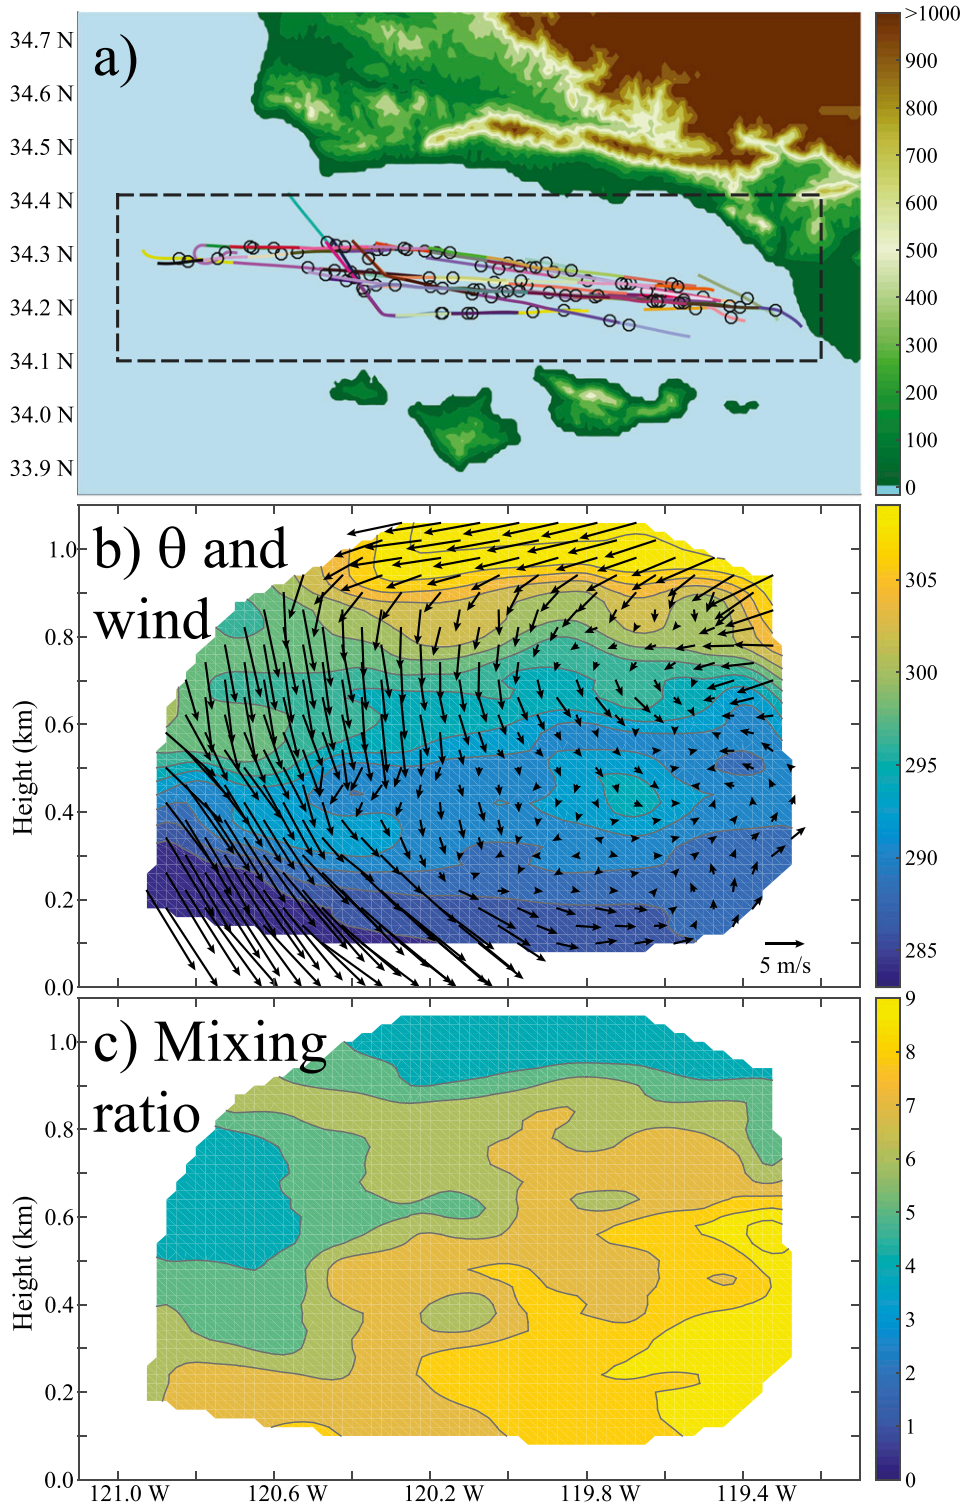 a)
34.7 N
34.6 N
34.5 N
34.4 N
34.3 N
34.2 N
34.1 N
34.0 N
33.9 N
>1000
900
800
700
600
500
400
300
200
100
0
b) θ and
wind
Height (km)
1.0
0.8
0.6
0.4
0.2
0.0
5 m/s
305
300
295
290
285
c) Mixing
ratio
Height (km)
1.0
0.8
0.6
0.4
0.2
0.0
9
8
7
6
5
4
3
2
1
0
121.0 W 120.6 W 120.2 W 119.8 W 119.4 W